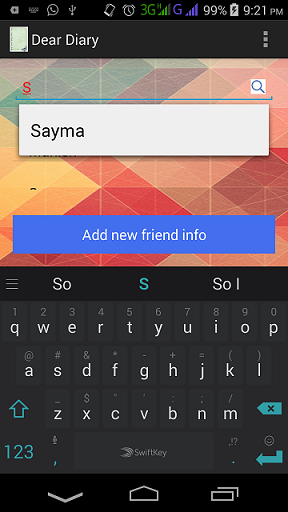 3G G 99% 9:21 PM
Dear Diary
S
Sayma
Add new friend info
So S So I
1 2 3 4 5 6 7 8 9 0
q w e r t y u i o p
@ # & * - + = ( )
a s d f g h j k l
_ $ " ' : ; /
z x c v b n m
123 , SwiftKey . ,!?